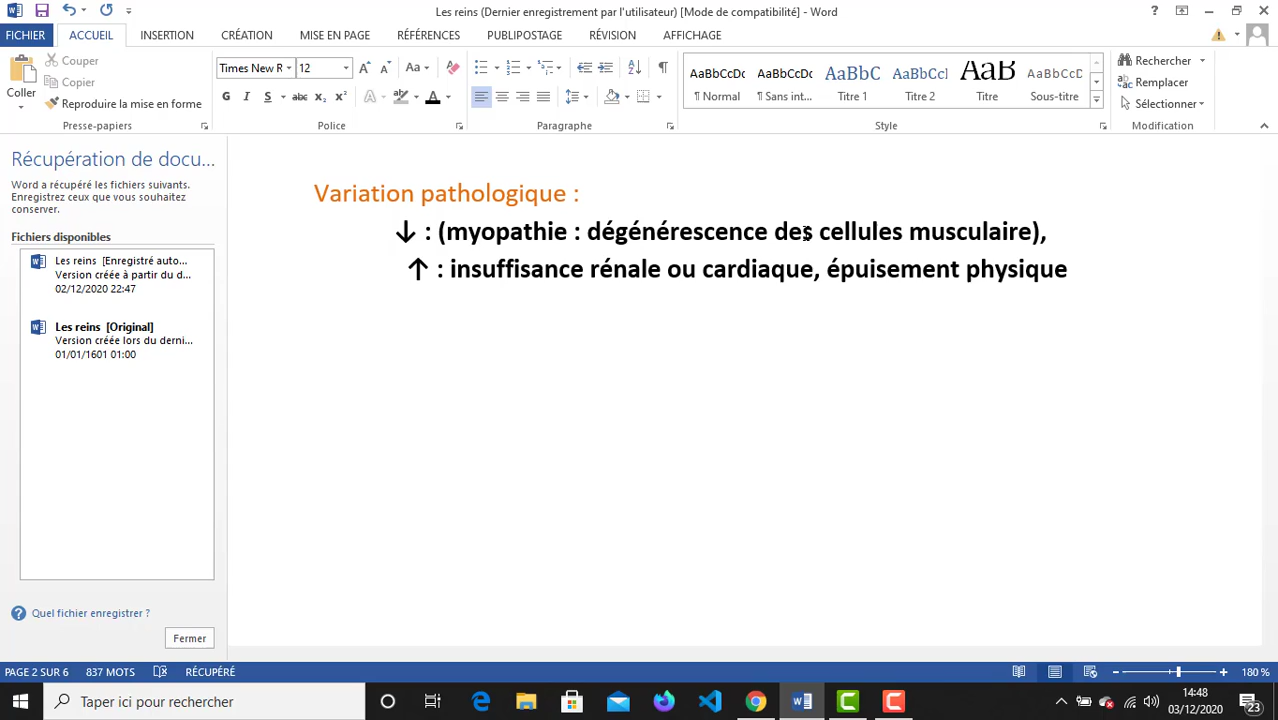 Les reins (Dernier enregistrement par l'utilisateur) [Mode de compatibilité] - Word
FICHIER ACCUEIL INSERTION CRÉATION MISE EN PAGE RÉFÉRENCES PUBLIPOSTAGE RÉVISION AFFICHAGE
Coller
Couper
Copier
Reproduire la mise en forme
Presse-papiers
Times New R 12
Police
Paragraphe
AaBbCcDc AaBbCcDc AaBbC AaBbCcI AaB AaBbCcD
¶ Normal ¶ Sans int... Titre 1 Titre 2 Titre Sous-titre
Style
Rechercher
Remplacer
Sélectionner
Modification
Récupération de docu...
Word a récupéré les fichiers suivants.
Enregistrez ceux que vous souhaitez
conserver.
Fichiers disponibles
Les reins [Enregistré auto...
Version créée à partir du d...
02/12/2020 22:47
Les reins [Original]
Version créée lors du derni...
01/01/1601 01:00
Quel fichier enregistrer ?
Fermer
Variation pathologique :
↓ : (myopathie : dégénérescence des cellules musculaire),
↑ : insuffisance rénale ou cardiaque, épuisement physique
PAGE 2 SUR 6 837 MOTS RÉCUPÉRÉ 180 %
Taper ici pour rechercher
14:48
03/12/2020
23